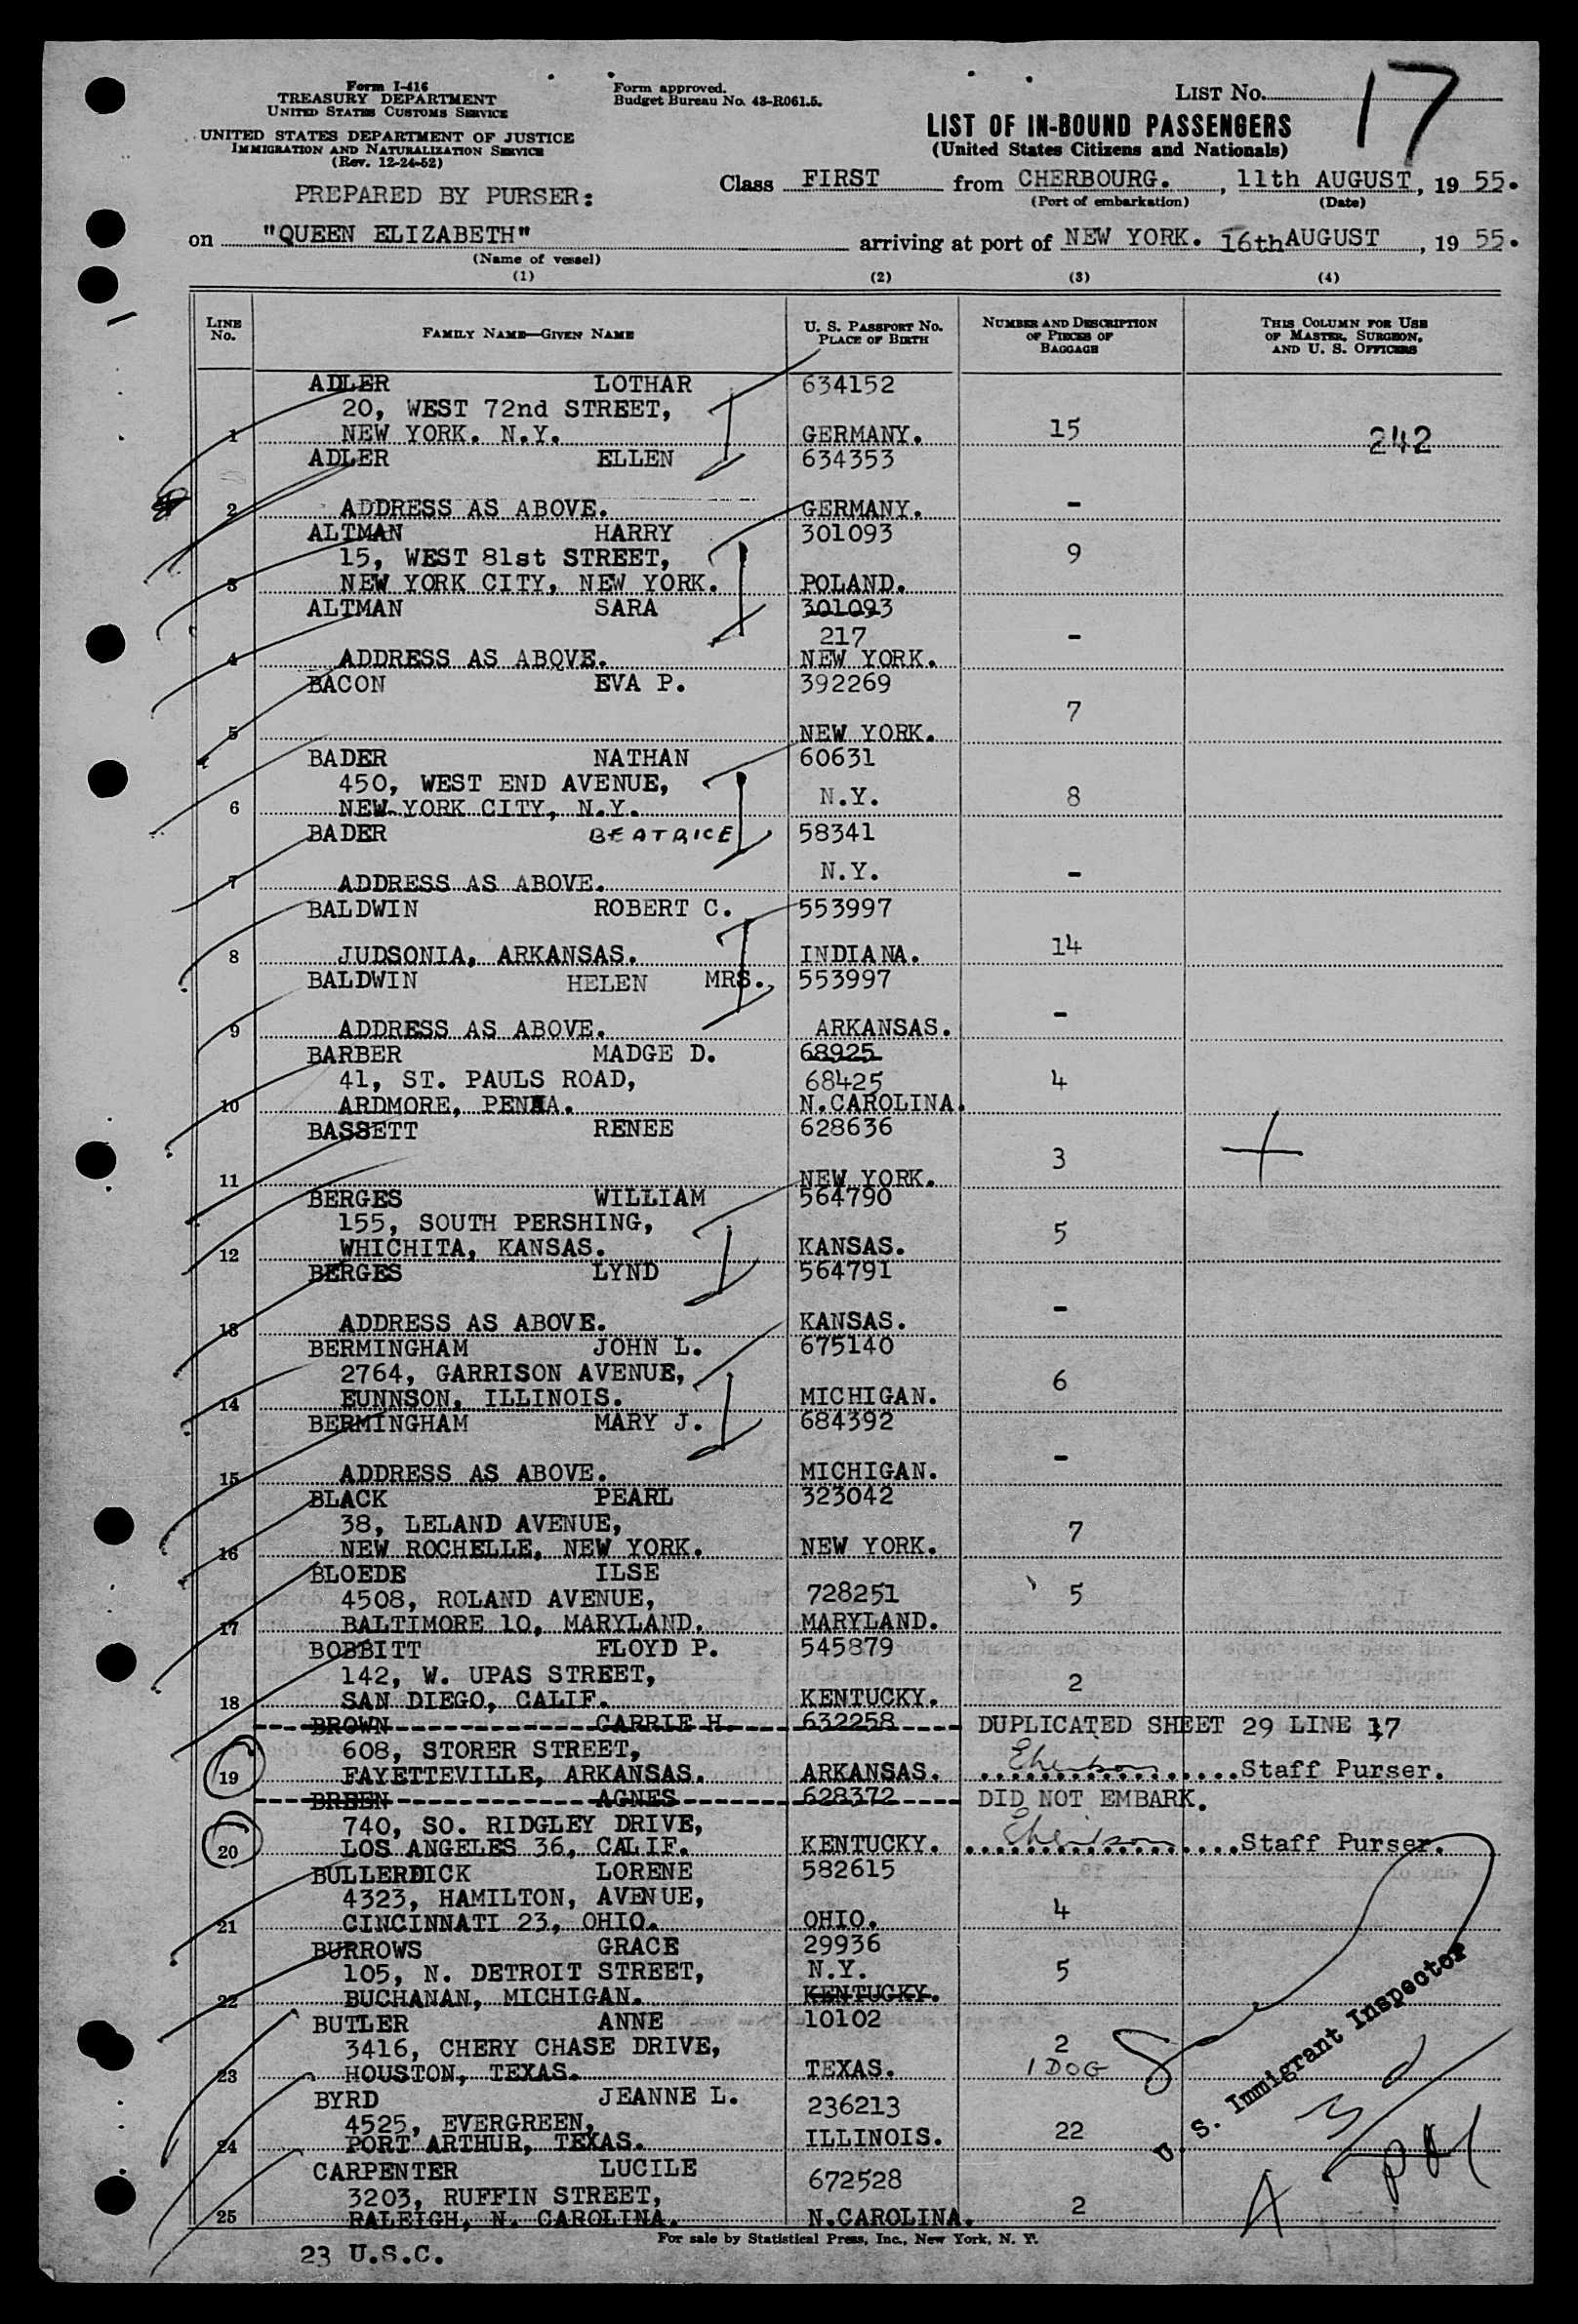 Form I-416
TREASURY DEPARTMENT
UNITED STATES CUSTOMS SERVICE
UNITED STATES DEPARTMENT OF JUSTICE
IMMIGRATION AND NATURALIZATION SERVICE
(Rev. 12-24-52)
Form approved.
Budget Bureau No. 43-R061.5.
LIST NO. 17
LIST OF IN-BOUND PASSENGERS
(United States Citizens and Nationals)
PREPARED BY PURSER:
Class FIRST from CHERBOURG. , 11th AUGUST, 19 55.
(Port of embarkation) (Date)
on "QUEEN ELIZABETH" arriving at port of NEW YORK. 16th AUGUST , 19 55.
(Name of vessel)
(1) (2) (3) (4)
LINE NO. FAMILY NAME—GIVEN NAME U. S. PASSPORT NO. PLACE OF BIRTH NUMBER AND DESCRIPTION OF PIECES OF BAGGAGE THIS COLUMN FOR USE OF MASTER, SURGEON, AND U. S. OFFICERS
ADLER LOTHAR 634152
20, WEST 72nd STREET,
1 NEW YORK. N.Y. GERMANY. 15 242
ADLER ELLEN 634353
2 ADDRESS AS ABOVE. GERMANY. -
ALTMAN HARRY 301093
15, WEST 81st STREET, 9
3 NEW YORK CITY, NEW YORK. POLAND.
ALTMAN SARA 301093
217 -
4 ADDRESS AS ABOVE. NEW YORK.
BACON EVA P. 392269
7
5 NEW YORK.
BADER NATHAN 60631
450, WEST END AVENUE,
6 NEW YORK CITY, N.Y. N.Y. 8
BADER BEATRICE 58341
7 ADDRESS AS ABOVE. N.Y. -
BALDWIN ROBERT C. 553997
8 JUDSONIA, ARKANSAS. INDIANA. 14
BALDWIN HELEN MRS. 553997
9 ADDRESS AS ABOVE. ARKANSAS. -
BARBER MADGE D. 68925
41, ST. PAULS ROAD, 68425 4
10 ARDMORE, PENNA. N.CAROLINA.
BASSETT RENEE 628636
3
11 NEW YORK.
BERGES WILLIAM 564790
155, SOUTH PERSHING, 5
12 WHICHITA, KANSAS. KANSAS.
BERGES LYND 564791
-
13 ADDRESS AS ABOVE. KANSAS.
BERMINGHAM JOHN L. 675140
2764, GARRISON AVENUE, 6
14 EUNNSON, ILLINOIS. MICHIGAN.
BERMINGHAM MARY J. 684392
-
15 ADDRESS AS ABOVE. MICHIGAN.
BLACK PEARL 323042
38, LELAND AVENUE, 7
16 NEW ROCHELLE, NEW YORK. NEW YORK.
BLOEDE ILSE
4508, ROLAND AVENUE, 728251 5
17 BALTIMORE 10, MARYLAND. MARYLAND.
BOBBITT FLOYD P. 545879
142, W. UPAS STREET, 2
18 SAN DIEGO, CALIF. KENTUCKY.
BROWN CARRIE H. 632258 DUPLICATED SHEET 29 LINE 17
608, STORER STREET,
19 FAYETTEVILLE, ARKANSAS. ARKANSAS. Staff Purser.
BREEN AGNES 628372 DID NOT EMBARK.
740, SO. RIDGLEY DRIVE,
20 LOS ANGELES 36, CALIF. KENTUCKY. Staff Purser.
BULLERDICK LORENE 582615
4323, HAMILTON, AVENUE, 4
21 CINCINNATI 23, OHIO. OHIO.
BURROWS GRACE 29936
105, N. DETROIT STREET, N.Y. 5
22 BUCHANAN, MICHIGAN. KENTUCKY.
BUTLER ANNE 10102
3416, CHERY CHASE DRIVE, 2
23 HOUSTON, TEXAS. TEXAS. 1 DOG
BYRD JEANNE L. 236213
4525, EVERGREEN, 22
24 PORT ARTHUR, TEXAS. ILLINOIS.
CARPENTER LUCILE 672528
3203, RUFFIN STREET, 2
25 RALEIGH, N. CAROLINA. N.CAROLINA.
U. S. Immigrant Inspector
For sale by Statistical Press, Inc., New York, N. Y.
23 U.S.C.